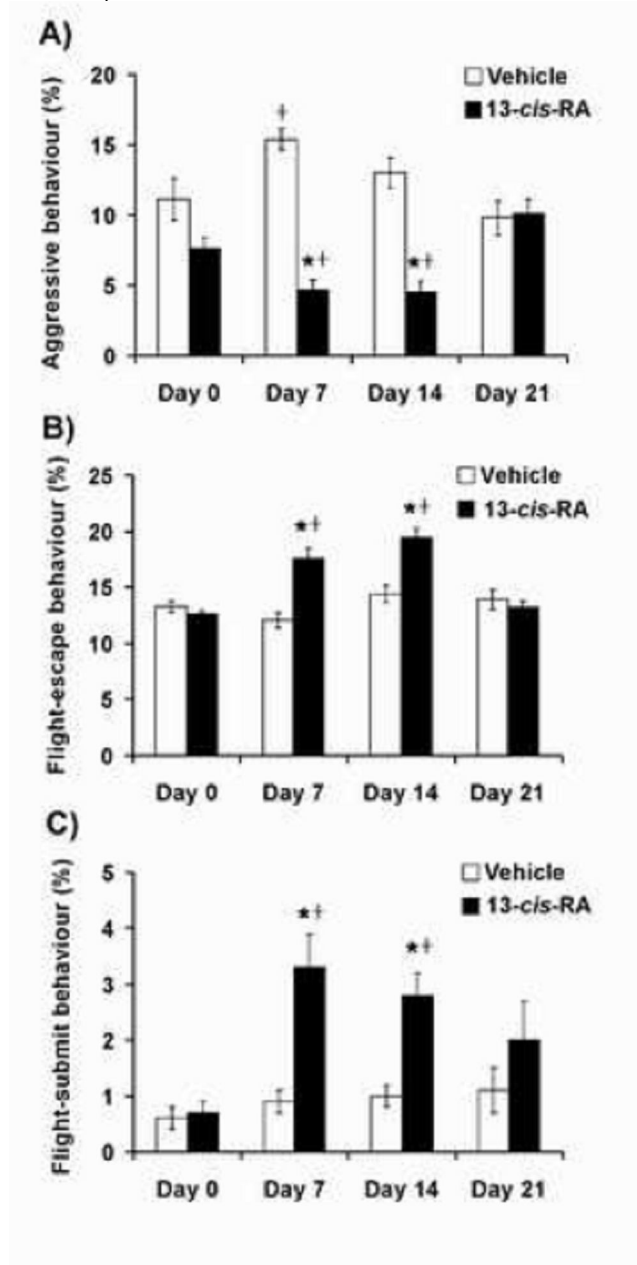 A)
Aggressive behaviour (%)
20
15
10
5
0
Vehicle
13-cis-RA
ǂ
*ǂ
*ǂ
Day 0 Day 7 Day 14 Day 21
B)
Flight-escape behaviour (%)
25
20
15
10
5
0
Vehicle
13-cis-RA
*ǂ
*ǂ
Day 0 Day 7 Day 14 Day 21
C)
Flight-submit behaviour (%)
5
4
3
2
1
0
Vehicle
13-cis-RA
*ǂ
*ǂ
Day 0 Day 7 Day 14 Day 21